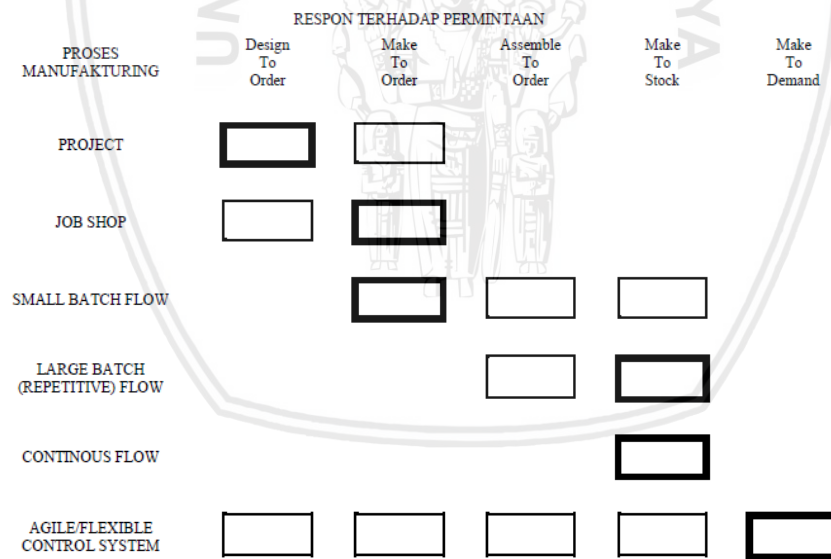 RESPON TERHADAP PERMINTAAN
PROSES
MANUFAKTURING
Design
To
Order
Make
To
Order
Assemble
To
Order
Make
To
Stock
Make
To
Demand
PROJECT
JOB SHOP
SMALL BATCH FLOW
LARGE BATCH
(REPETITIVE) FLOW
CONTINOUS FLOW
AGILE/FLEXIBLE
CONTROL SYSTEM